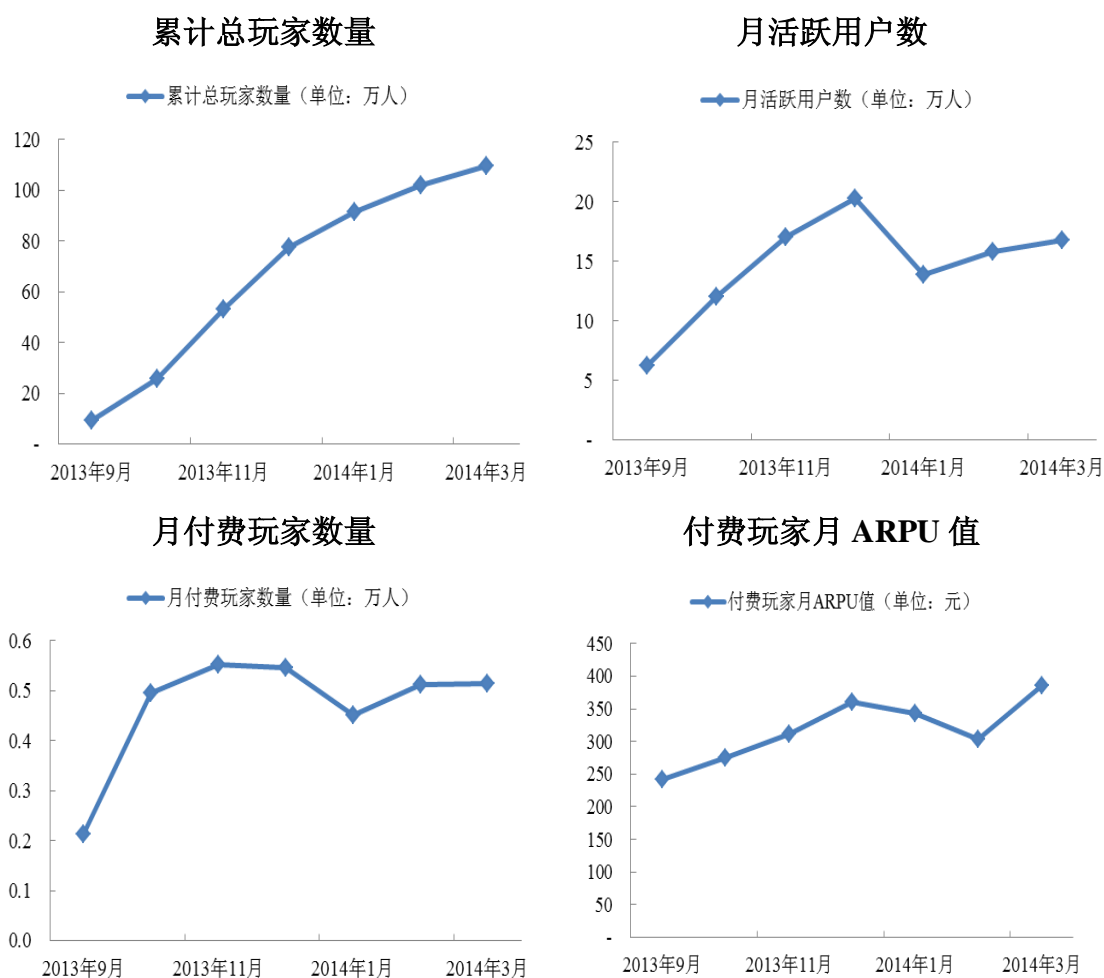 累计总玩家数量
累计总玩家数量（单位：万人）
120
100
80
60
40
20
-
2013年9月 2013年11月 2014年1月 2014年3月
月活跃用户数
月活跃用户数（单位：万人）
25
20
15
10
5
-
2013年9月 2013年11月 2014年1月 2014年3月
月付费玩家数量
月付费玩家数量（单位：万人）
0.6
0.5
0.4
0.3
0.2
0.1
0.0
2013年9月 2013年11月 2014年1月 2014年3月
付费玩家月 ARPU 值
付费玩家月ARPU值（单位：元）
450
400
350
300
250
200
150
100
50
-
2013年9月 2013年11月 2014年1月 2014年3月